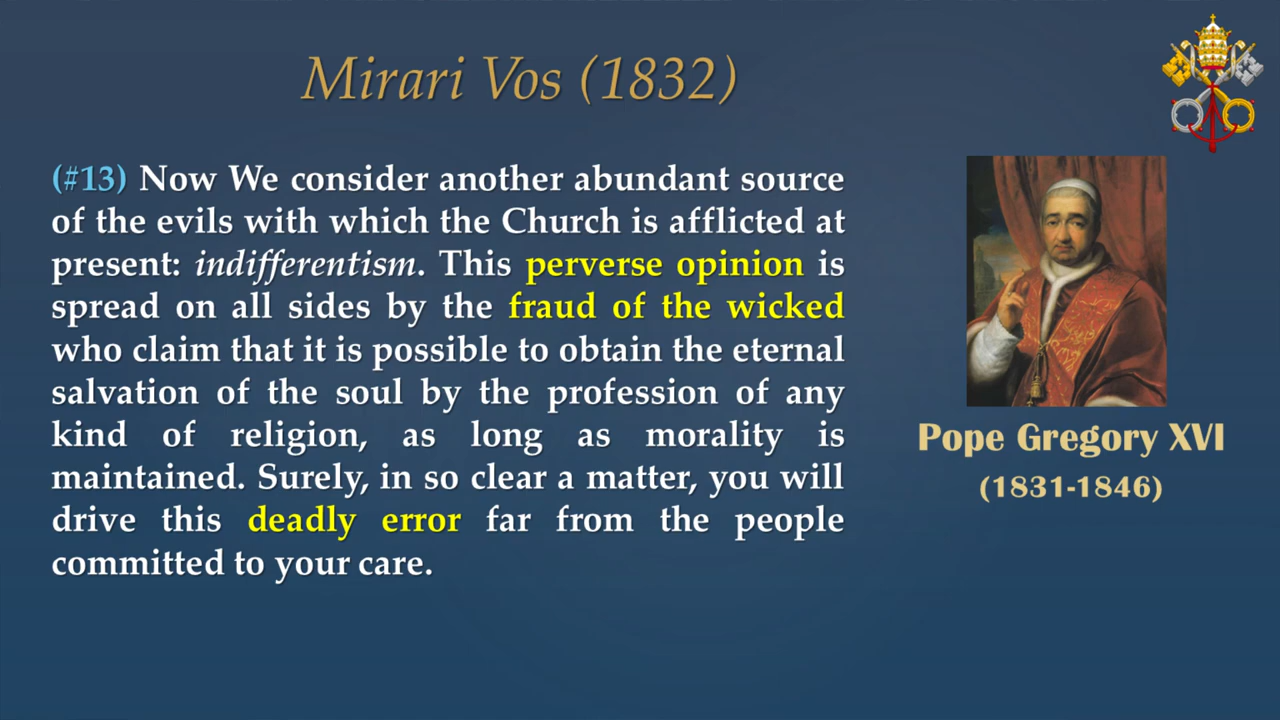 Mirari Vos (1832)
(#13) Now We consider another abundant source
of the evils with which the Church is afflicted at
present: indifferentism. This perverse opinion is
spread on all sides by the fraud of the wicked
who claim that it is possible to obtain the eternal
salvation of the soul by the profession of any
kind of religion, as long as morality is
maintained. Surely, in so clear a matter, you will
drive this deadly error far from the people
committed to your care.
Pope Gregory XVI
(1831-1846)